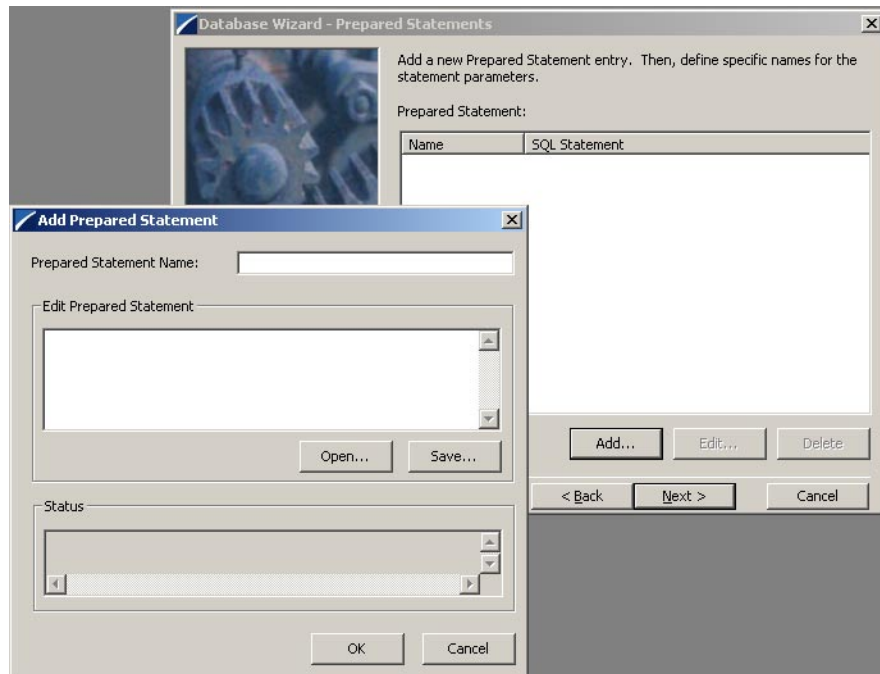 Database Wizard - Prepared Statements
Add a new Prepared Statement entry. Then, define specific names for the
statement parameters.
Prepared Statement:
Name SQL Statement
Add... Edit... Delete
< Back Next > Cancel
Add Prepared Statement
Prepared Statement Name:
Edit Prepared Statement
Open... Save...
Status
OK Cancel